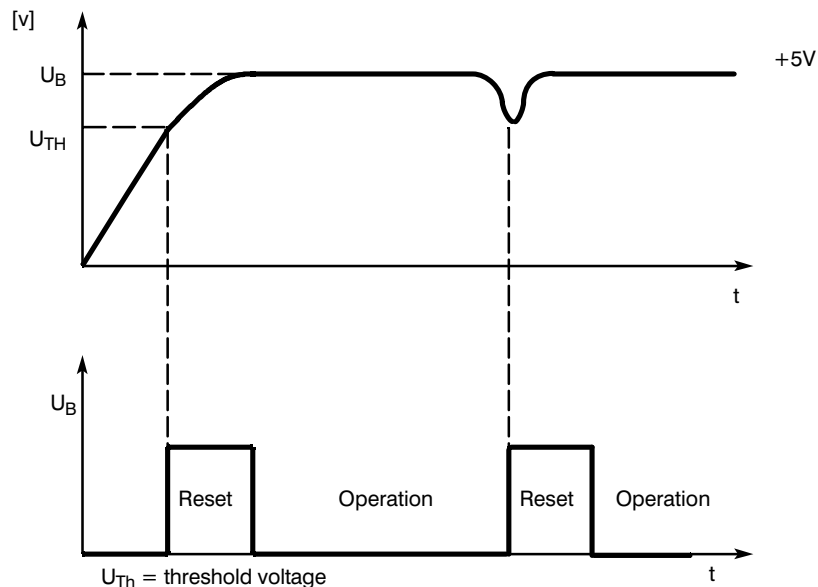 [v]
U_B
+5V
U_TH
t
U_B
Reset
Operation
Reset
Operation
t
U_Th = threshold voltage